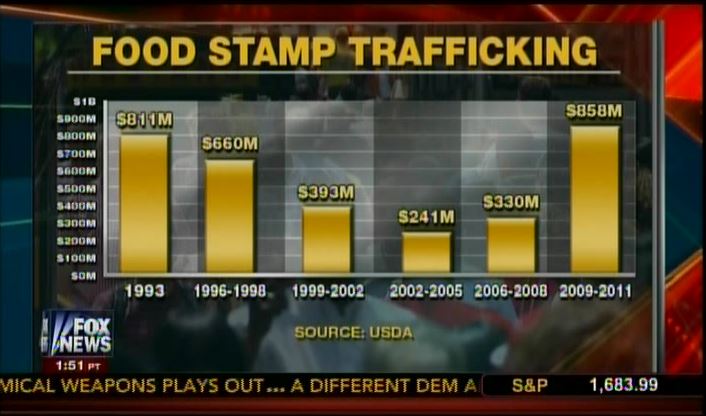 FOOD STAMP TRAFFICKING
$1B
$900M
$800M
$700M
$600M
$500M
$400M
$300M
$200M
$100M
$0M
$811M
$660M
$393M
$241M
$330M
$858M
1993 1996-1998 1999-2002 2002-2005 2006-2008 2009-2011
SOURCE: USDA
FOX
NEWS
1:51 PT
MICAL WEAPONS PLAYS OUT... A DIFFERENT DEM A S&P 1,683.99